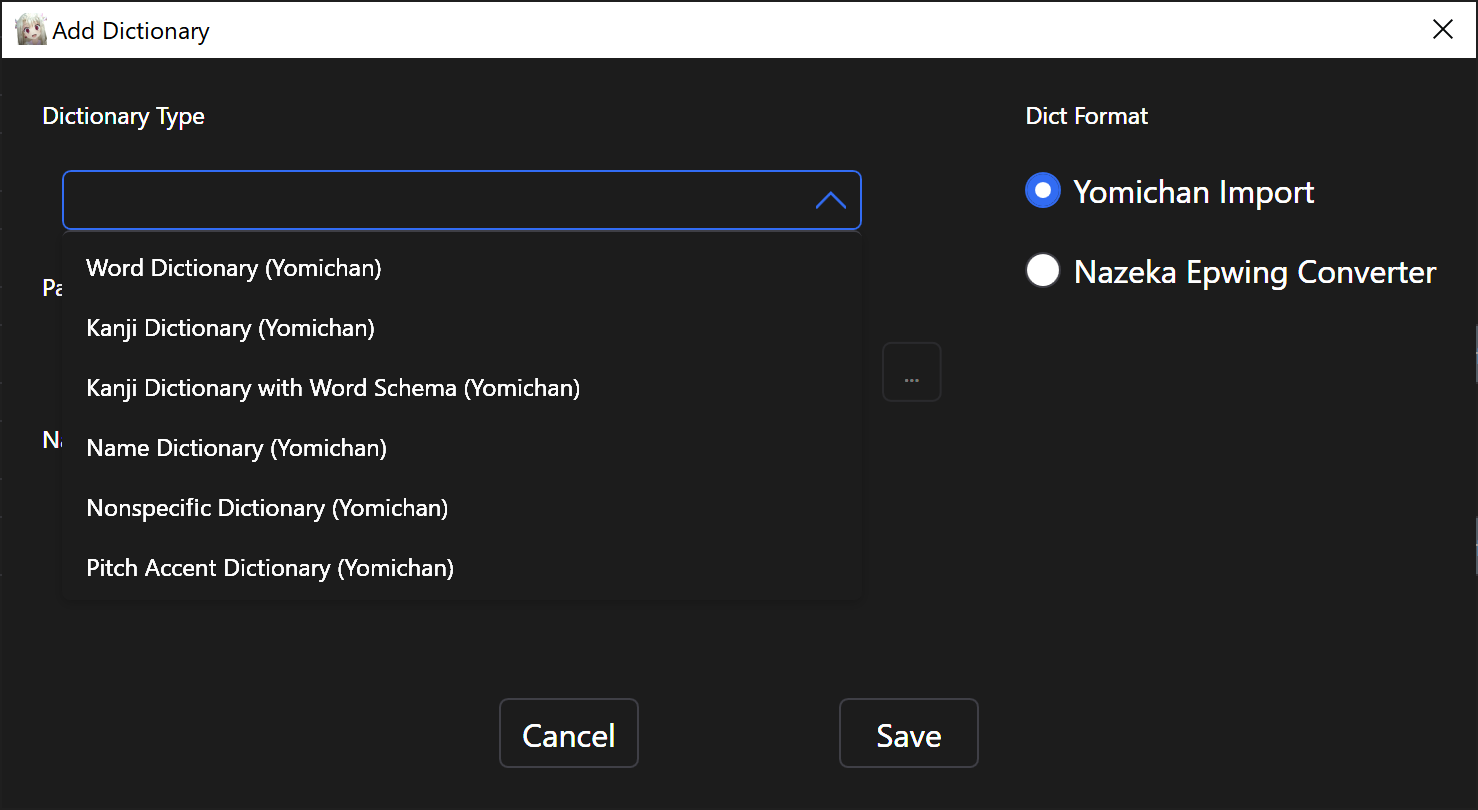 Add Dictionary
Dictionary Type
Dict Format
Yomichan Import
Nazeka Epwing Converter
Word Dictionary (Yomichan)
Kanji Dictionary (Yomichan)
Kanji Dictionary with Word Schema (Yomichan)
...
Name Dictionary (Yomichan)
Nonspecific Dictionary (Yomichan)
Pitch Accent Dictionary (Yomichan)
Cancel
Save